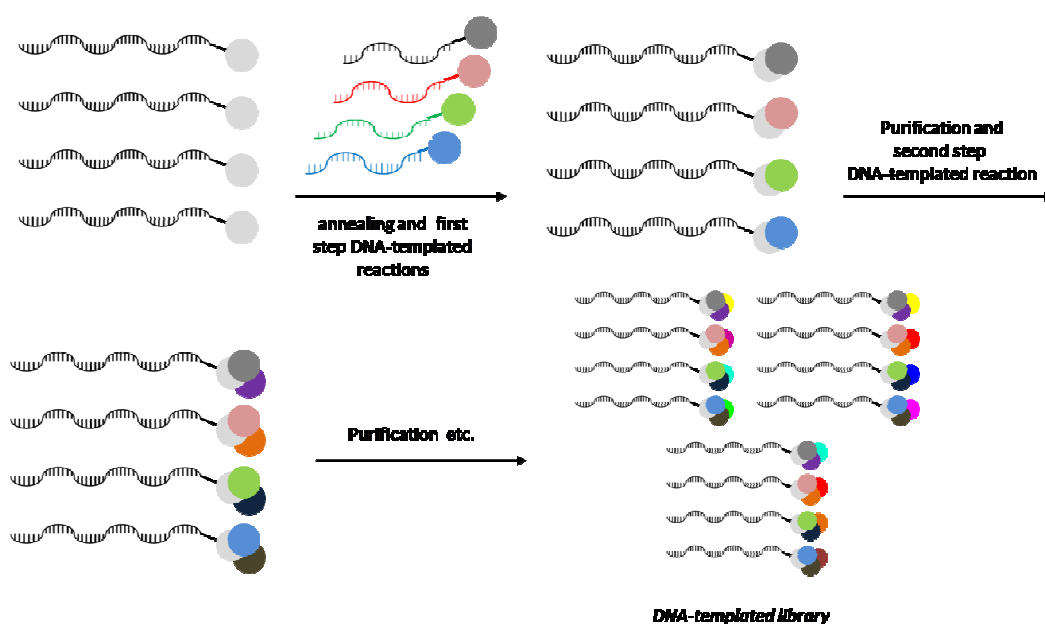 annealing and first
step DNA-templated
reactions
Purification and
second step
DNA-templated reaction
Purification etc.
DNA-templated library